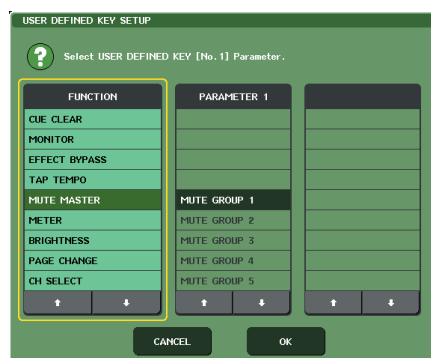 USER DEFINED KEY SETUP
?
Select USER DEFINED KEY [No.1] Parameter.
FUNCTION
CUE CLEAR
MONITOR
EFFECT BYPASS
TAP TEMPO
MUTE MASTER
METER
BRIGHTNESS
PAGE CHANGE
CH SELECT
PARAMETER 1
MUTE GROUP 1
MUTE GROUP 2
MUTE GROUP 3
MUTE GROUP 4
MUTE GROUP 5
CANCEL
OK